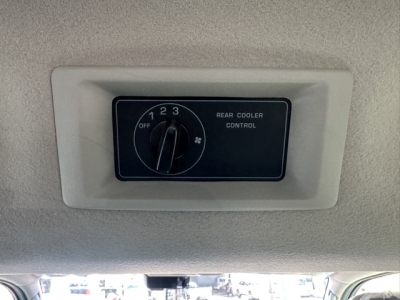 1 2 3
OFF
REAR COOLER
CONTROL